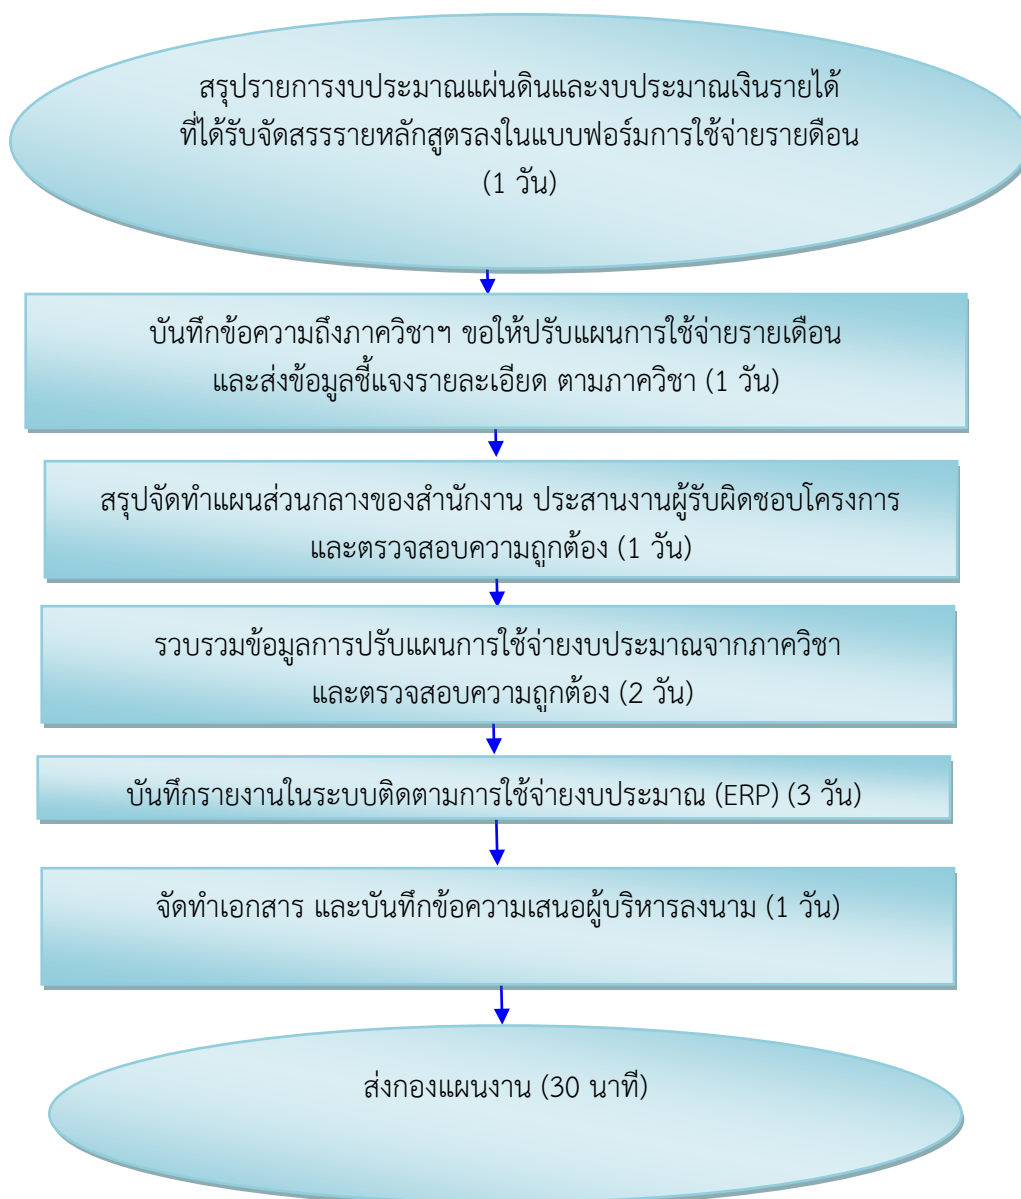 สรุปรายการงบประมาณแผ่นดินและงบประมาณเงินรายได้
ที่ได้รับจัดสรรรายหลักสูตรลงในแบบฟอร์มการใช้จ่ายรายดือน
(1 วัน)
บันทึกข้อความถึงภาควิชาฯ ขอให้ปรับแผนการใช้จ่ายรายเดือน
และส่งข้อมูลชี้แจงรายละเอียด ตามภาควิชา (1 วัน)
สรุปจัดทำแผนส่วนกลางของสำนักงาน ประสานงานผู้รับผิดชอบโครงการ
และตรวจสอบความถูกต้อง (1 วัน)
รวบรวมข้อมูลการปรับแผนการใช้จ่ายงบประมาณจากภาควิชา
และตรวจสอบความถูกต้อง (2 วัน)
บันทึกรายงานในระบบติดตามการใช้จ่ายงบประมาณ (ERP) (3 วัน)
จัดทำเอกสาร และบันทึกข้อความเสนอผู้บริหารลงนาม (1 วัน)
ส่งกองแผนงาน (30 นาที)